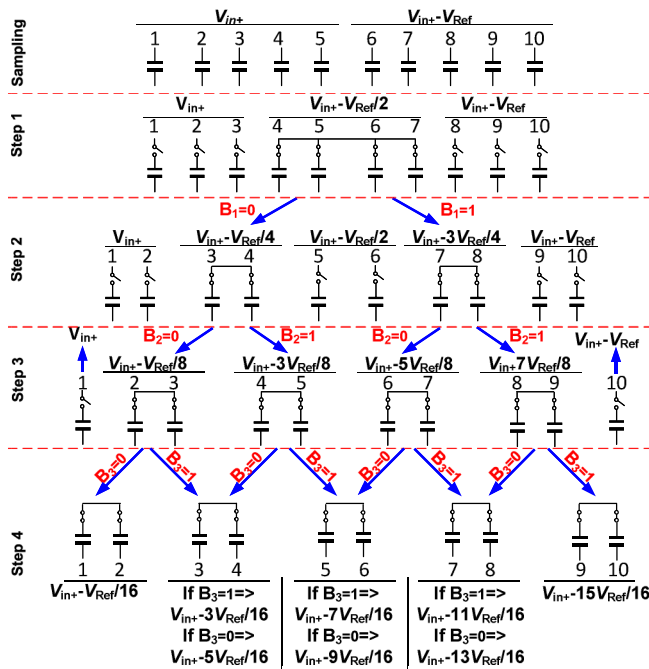 Sampling
Vin+ Vin+-VRef
1 2 3 4 5 6 7 8 9 10
Step 1
Vin+ Vin+-VRef/2 Vin+-VRef
1 2 3 4 5 6 7 8 9 10
B1=0 B1=1
Step 2
Vin+ Vin+-VRef/4 Vin+-VRef/2 Vin+-3VRef/4 Vin+-VRef
1 2 3 4 5 6 7 8 9 10
Vin+ B2=0 B2=1 B2=0 B2=1 Vin+-VRef
Step 3
Vin+-VRef/8 Vin+-3VRef/8 Vin+-5VRef/8 Vin+7VRef/8
1 2 3 4 5 6 7 8 9 10
B3=0 B3=1 B3=0 B3=1 B3=0 B3=1 B3=0 B3=1
Step 4
1 2 3 4 5 6 7 8 9 10
Vin+-VRef/16 If B3=1=> If B3=1=> If B3=1=> Vin+-15VRef/16
Vin+-3VRef/16 Vin+-7VRef/16 Vin+-11VRef/16
If B3=0=> If B3=0=> If B3=0=>
Vin+-5VRef/16 Vin+-9VRef/16 Vin+-13VRef/16